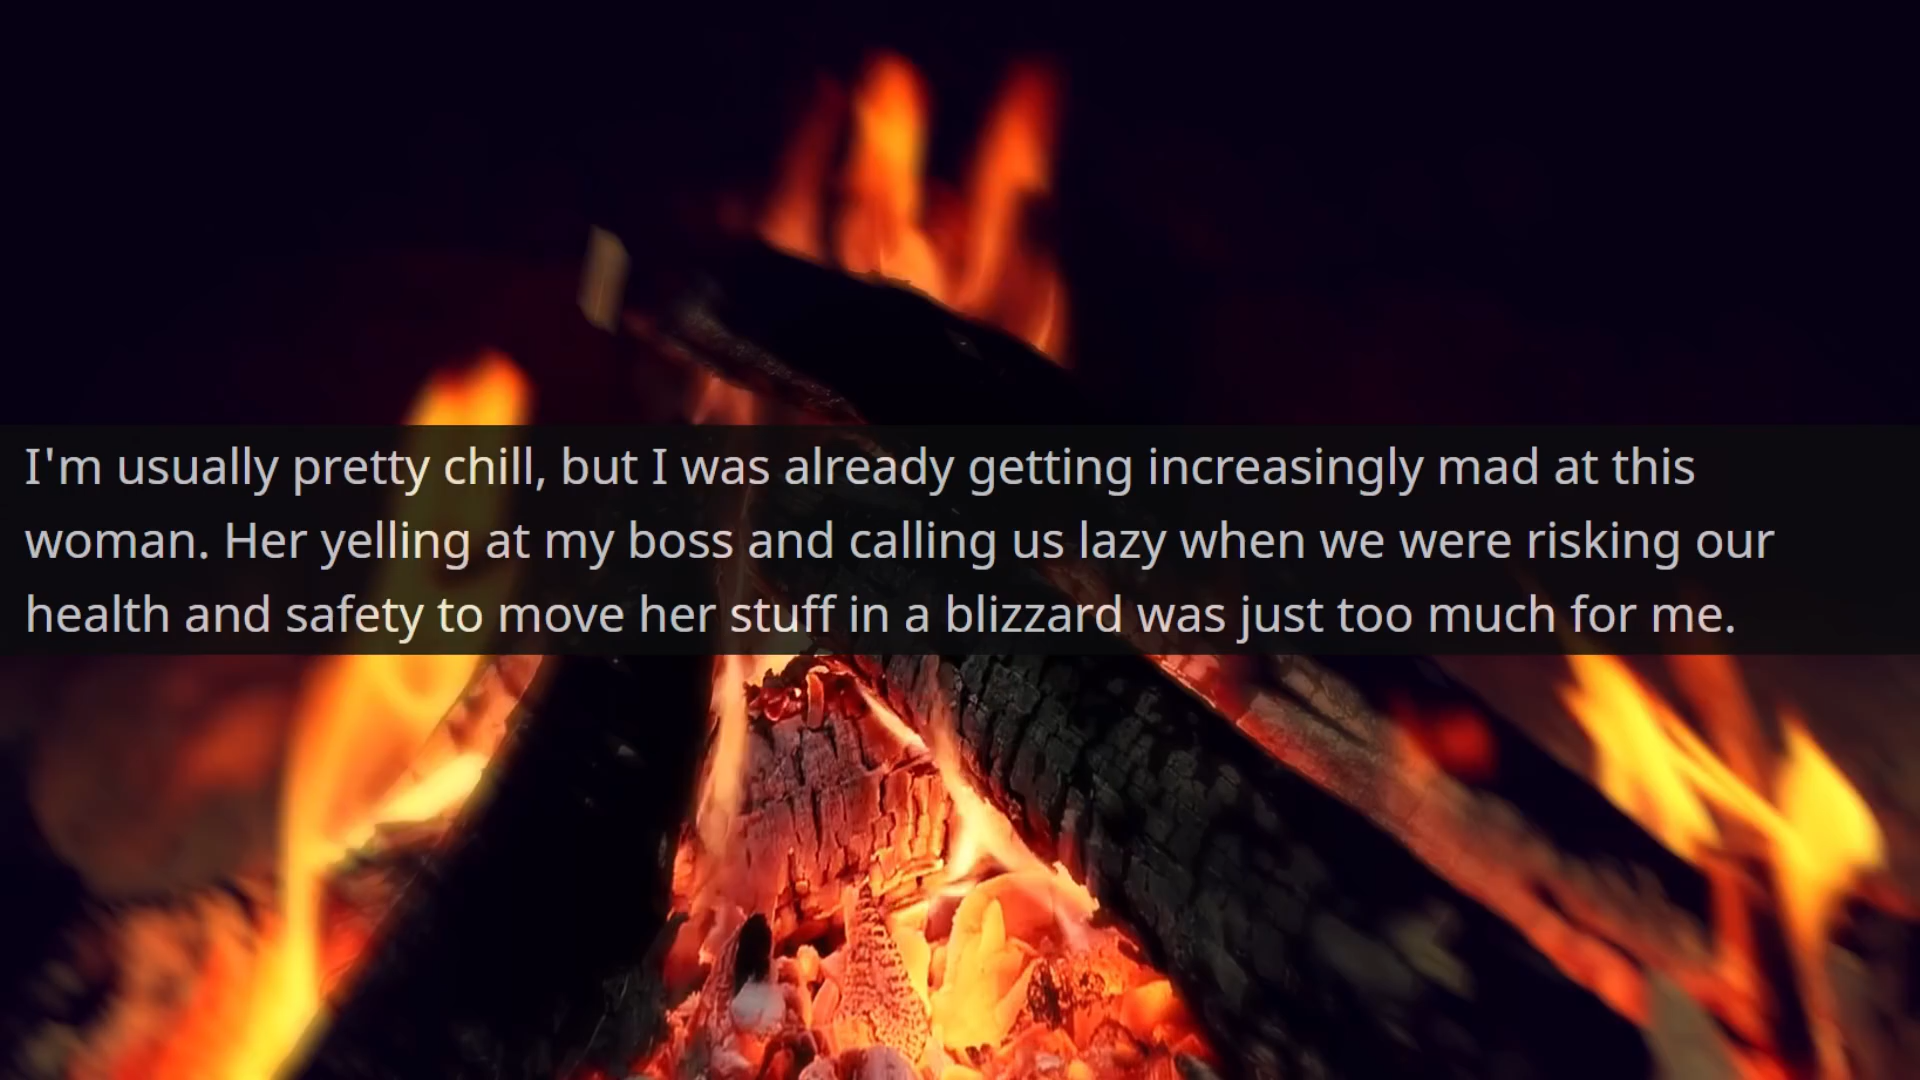 I'm usually pretty chill, but I was already getting increasingly mad at this
woman. Her yelling at my boss and calling us lazy when we were risking our
health and safety to move her stuff in a blizzard was just too much for me.